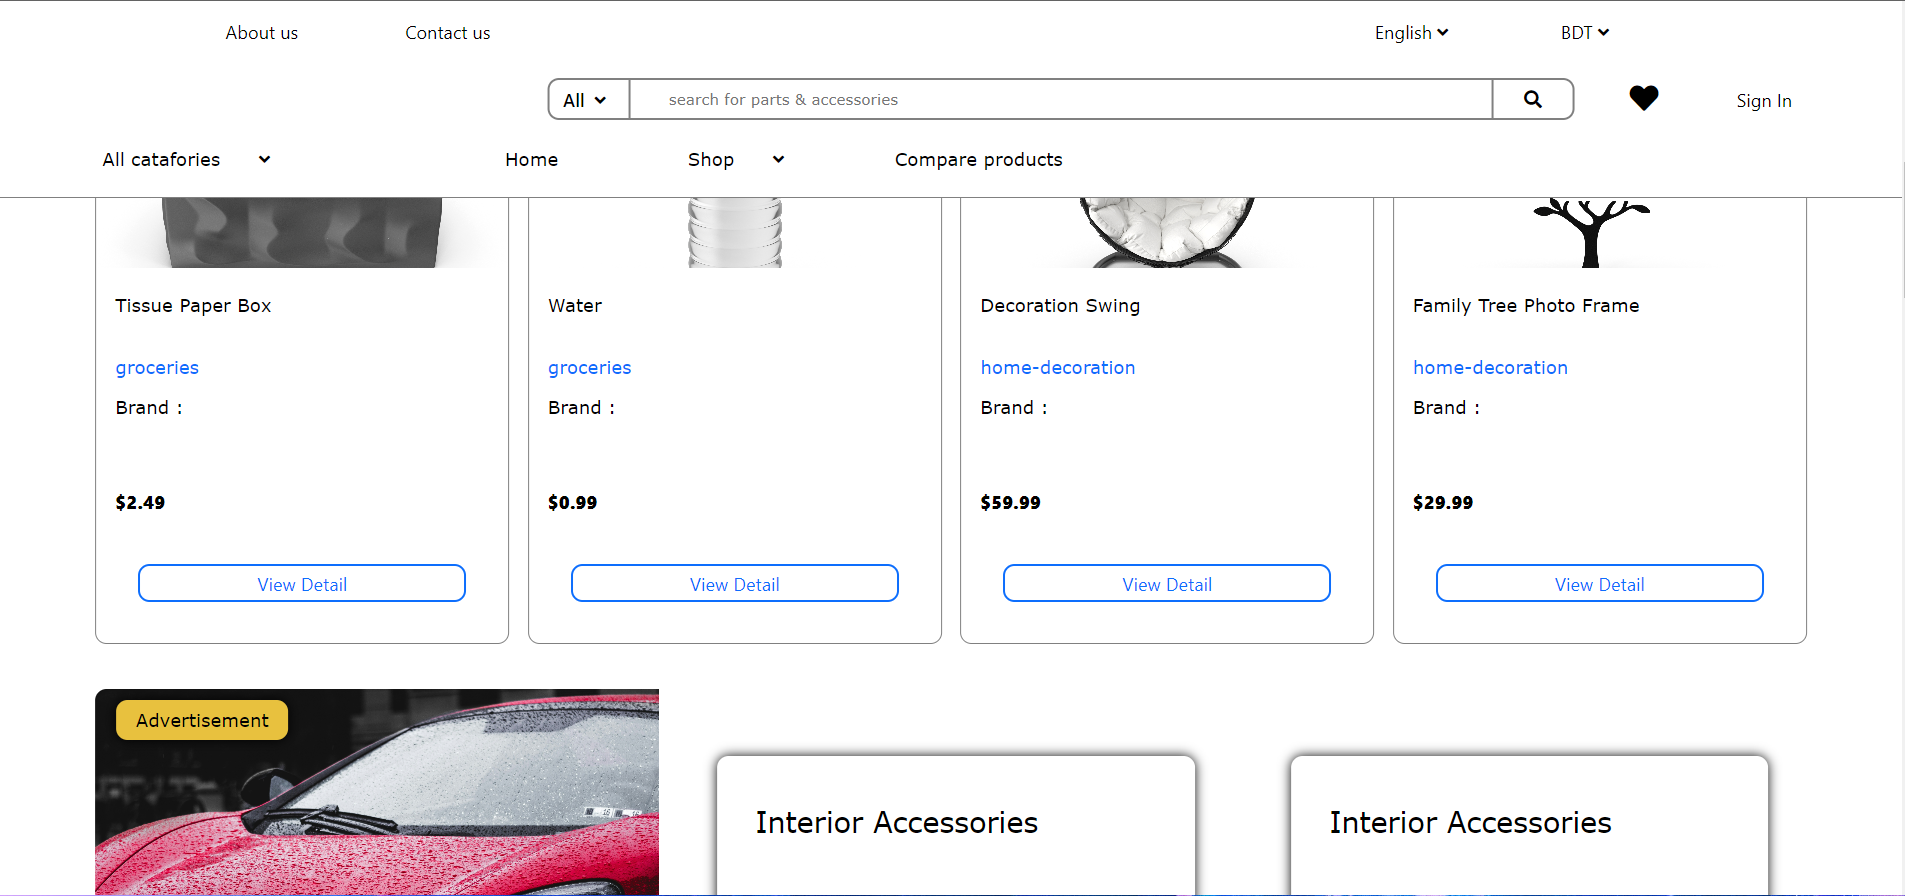 About us Contact us English BDT
All search for parts & accessories Sign In
All catafories Home Shop Compare products
Tissue Paper Box
groceries
Brand :
$2.49
View Detail
Water
groceries
Brand :
$0.99
View Detail
Decoration Swing
home-decoration
Brand :
$59.99
View Detail
Family Tree Photo Frame
home-decoration
Brand :
$29.99
View Detail
Advertisement
Interior Accessories
Interior Accessories